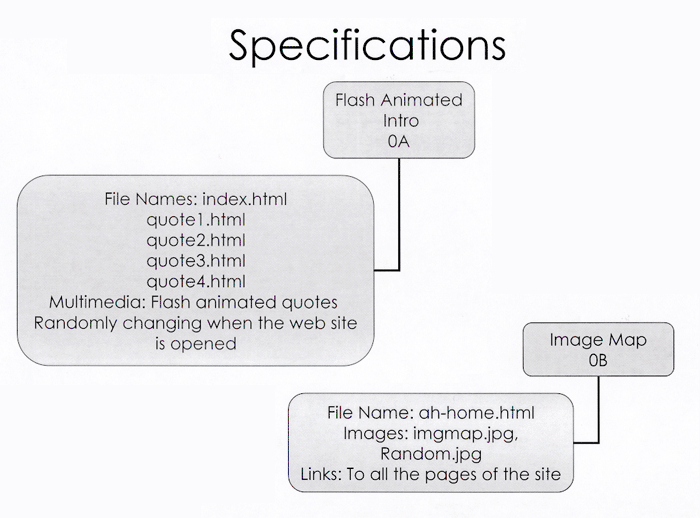 Specifications
Flash Animated
Intro
0A
File Names: index.html
quote1.html
quote2.html
quote3.html
quote4.html
Multimedia: Flash animated quotes
Randomly changing when the web site
is opened
Image Map
0B
File Name: ah-home.html
Images: imgmap.jpg,
Random.jpg
Links: To all the pages of the site